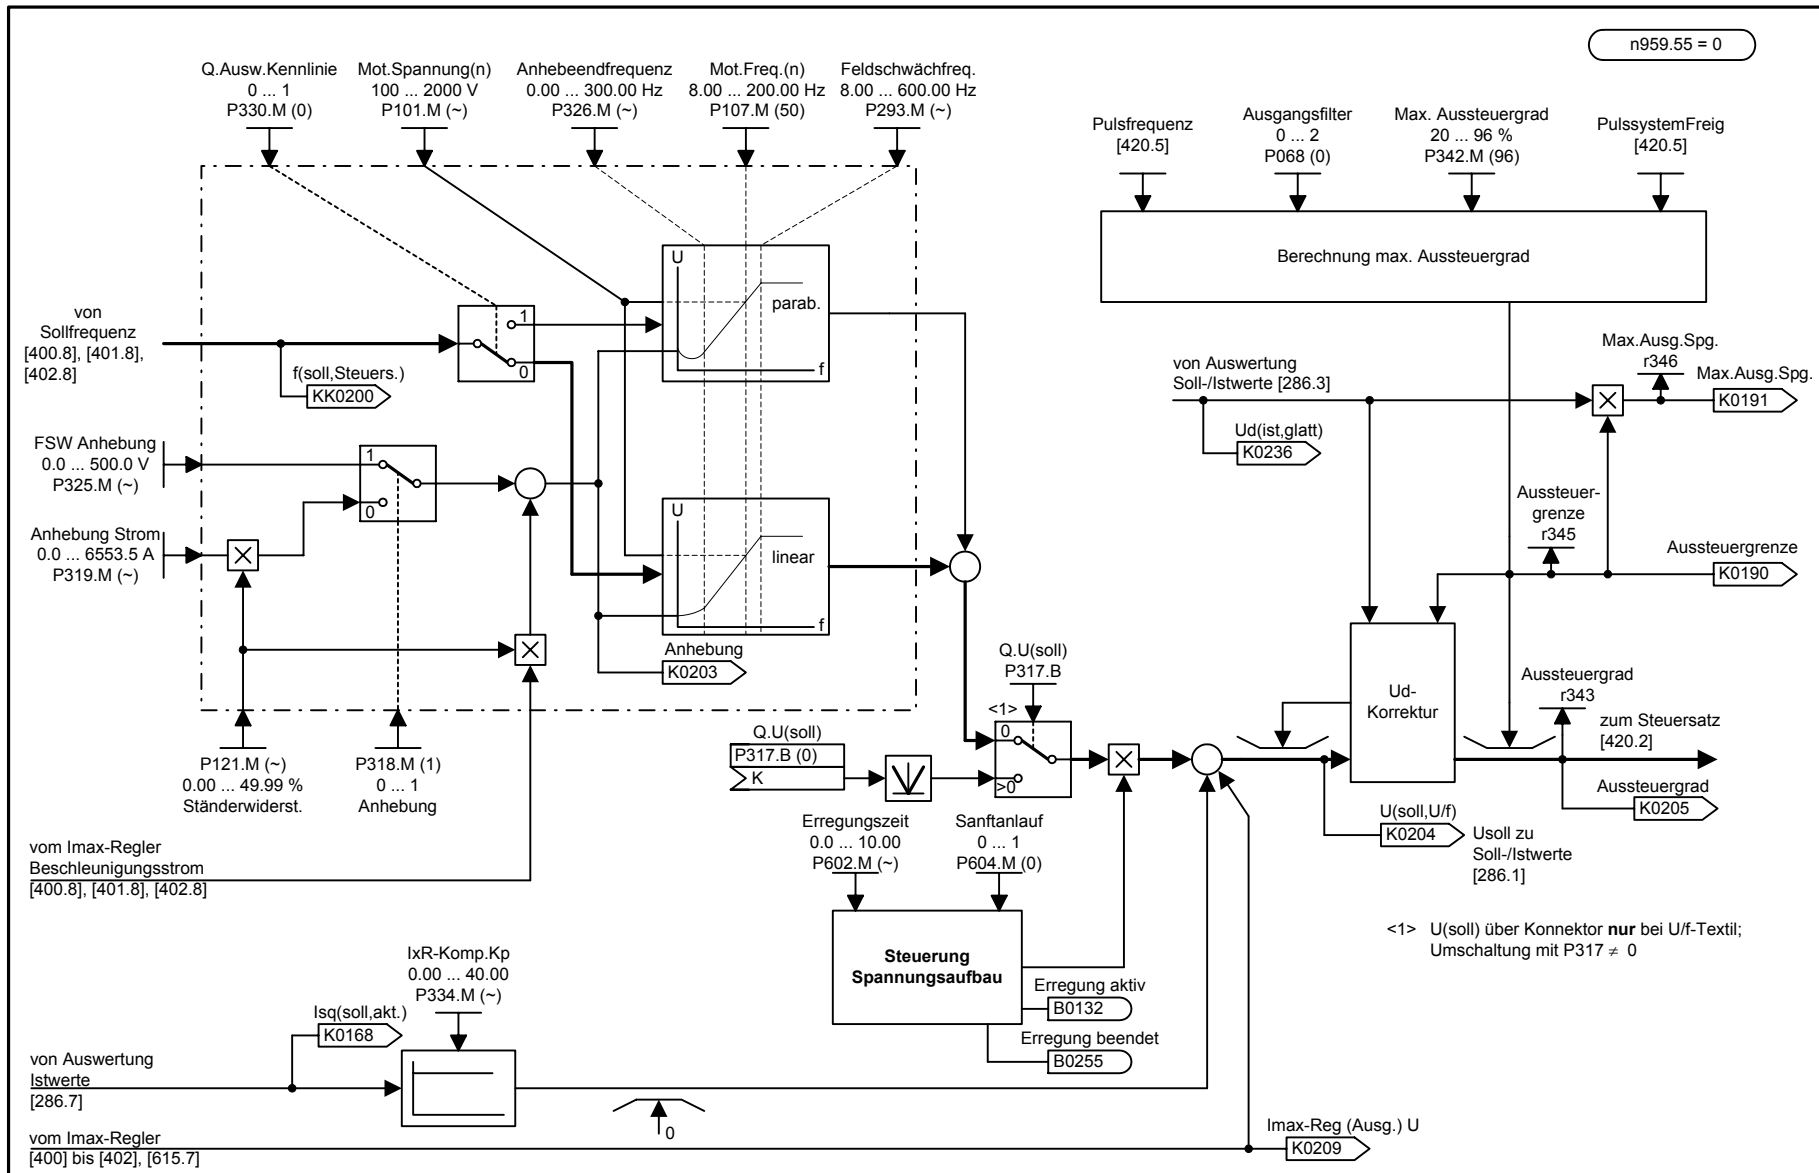 n959.55 = 0
Q.Ausw.Kennlinie
0 ... 1
P330.M (0)
Mot.Spannung(n)
100 ... 2000 V
P101.M (~)
Anhebeendfrequenz
0.00 ... 300.00 Hz
P326.M (~)
Mot.Freq.(n)
8.00 ... 200.00 Hz
P107.M (50)
Feldschwächfreq.
8.00 ... 600.00 Hz
P293.M (~)
Pulsfrequenz
[420.5]
Ausgangsfilter
0 ... 2
P068 (0)
Max. Aussteuergrad
20 ... 96 %
P342.M (96)
PulssystemFreig
[420.5]
Berechnung max. Aussteuergrad
U
parab.
f
1
0
von
Sollfrequenz
[400.8], [401.8],
[402.8]
f(soll,Steuers.)
KK0200
FSW Anhebung
0.0 ... 500.0 V
P325.M (~)
1
0
Anhebung Strom
0.0 ... 6553.5 A
P319.M (~)
U
linear
f
Anhebung
K0203
von Auswertung
Soll-/Istwerte [286.3]
Ud(ist,glatt)
K0236
Max.Ausg.Spg.
r346
Max.Ausg.Spg.
K0191
Aussteuer-
grenze
r345
Aussteuergrenze
K0190
Ud-
Korrektur
Aussteuergrad
r343
zum Steuersatz
[420.2]
Aussteuergrad
K0205
U(soll,U/f)
K0204
Usoll zu
Soll-/Istwerte
[286.1]
P121.M (~)
0.00 ... 49.99 %
Ständerwiderst.
P318.M (1)
0 ... 1
Anhebung
Q.U(soll)
P317.B
<1>
0
>0
Q.U(soll)
P317.B (0)
K
vom Imax-Regler
Beschleunigungsstrom
[400.8], [401.8], [402.8]
Erregungszeit
0.0 ... 10.00
P602.M (~)
Sanftanlauf
0 ... 1
P604.M (0)
Steuerung
Spannungsaufbau
Erregung aktiv
B0132
Erregung beendet
B0255
<1> U(soll) über Konnektor nur bei U/f-Textil;
Umschaltung mit P317 ≠ 0
IxR-Komp.Kp
0.00 ... 40.00
P334.M (~)
Isq(soll,akt.)
K0168
von Auswertung
Istwerte
[286.7]
0
vom Imax-Regler
[400] bis [402], [615.7]
Imax-Reg (Ausg.) U
K0209